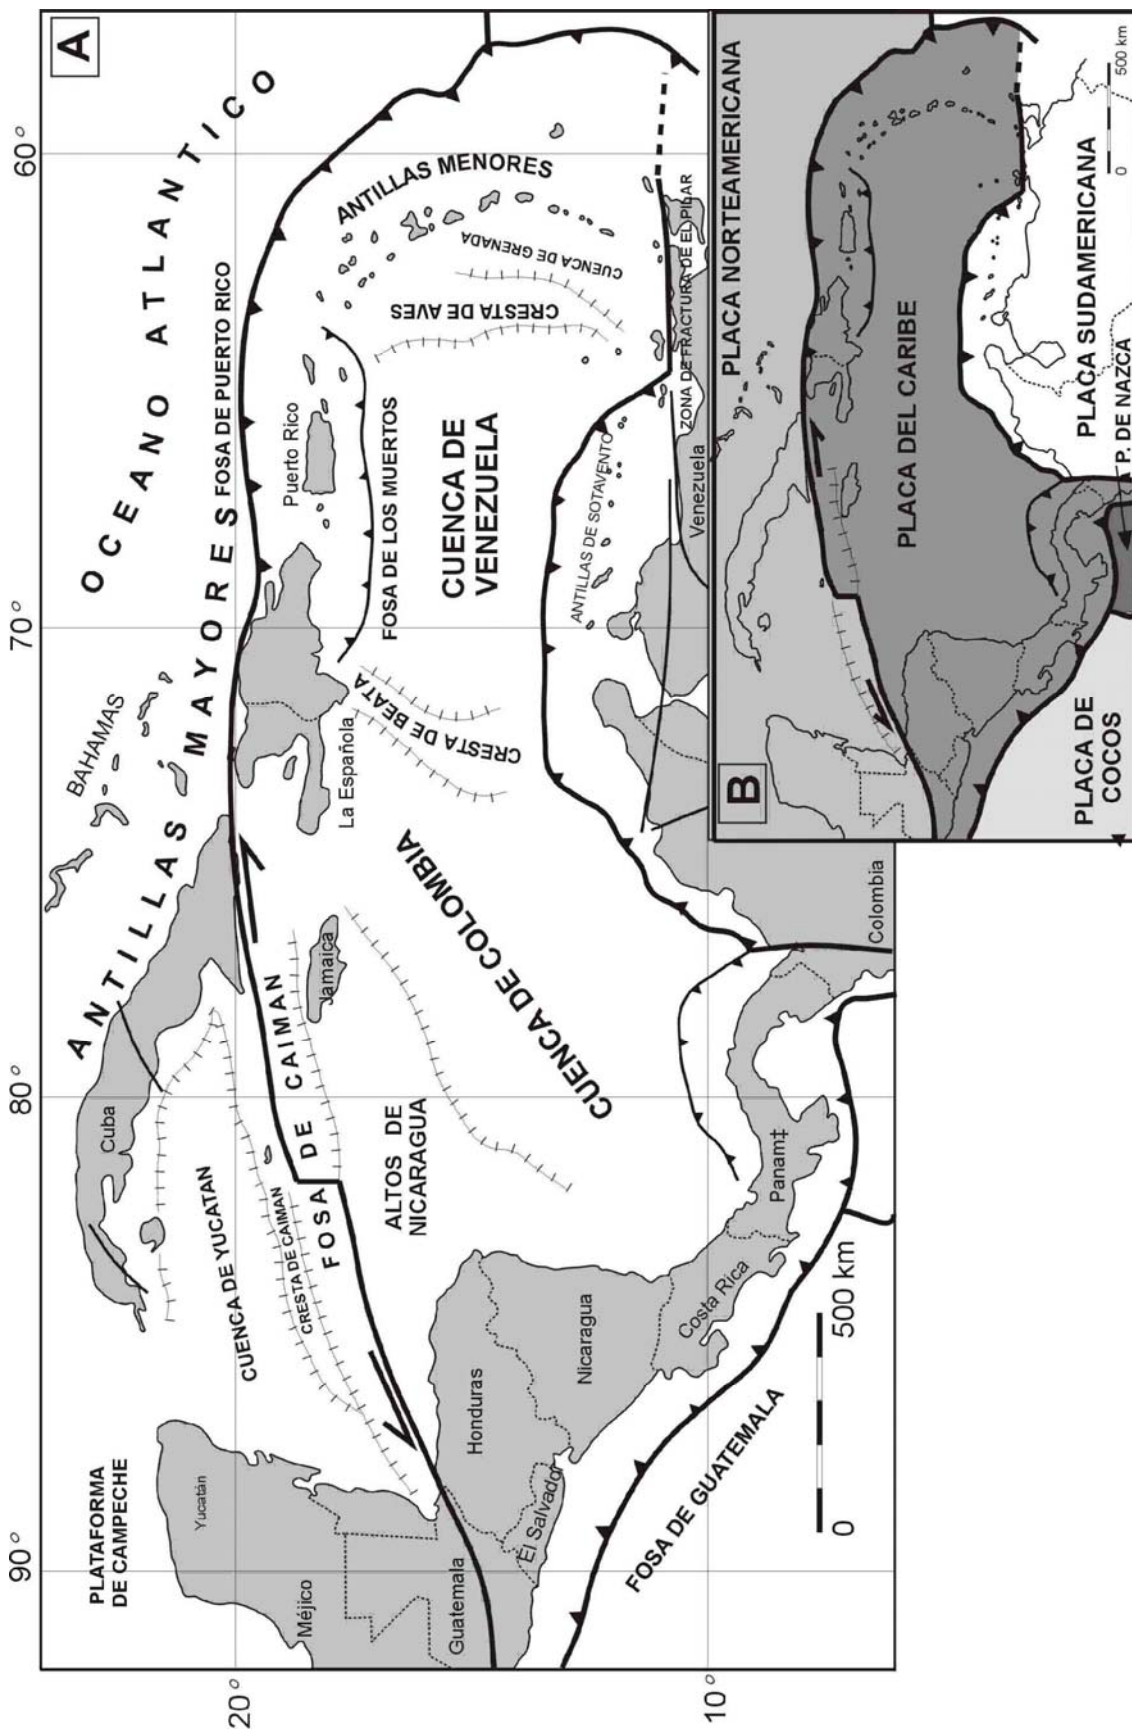 A
90°
80°
70°
60°
20°
10°
OCEANO ATLANTICO
BAHAMAS
ANTILLAS MAYORES
FOSA DE PUERTO RICO
PLATAFORMA
DE CAMPECHE
Yucatán
Méjico
Guatemala
Cuba
CUENCA DE YUCATAN
CRESTA DE CAIMAN
FOSA DE CAIMAN
Jamaica
La Española
Puerto Rico
ANTILLAS MENORES
CUENCA DE GRENADA
CRESTA DE AVES
FOSA DE LOS MUERTOS
CRESTA DE BEATA
CUENCA DE
VENEZUELA
ALTOS DE
NICARAGUA
CUENCA DE COLOMBIA
Honduras
El Salvador
Nicaragua
Costa Rica
Panam‡
Colombia
Venezuela
ANTILLAS DE SOTAVENTO
ZONA DE FRACTURA DE EL PILAR
FOSA DE GUATEMALA
0 500 km
B
PLACA NORTEAMERICANA
PLACA DEL CARIBE
PLACA SUDAMERICANA
PLACA DE
COCOS
P. DE NAZCA
0 500 km